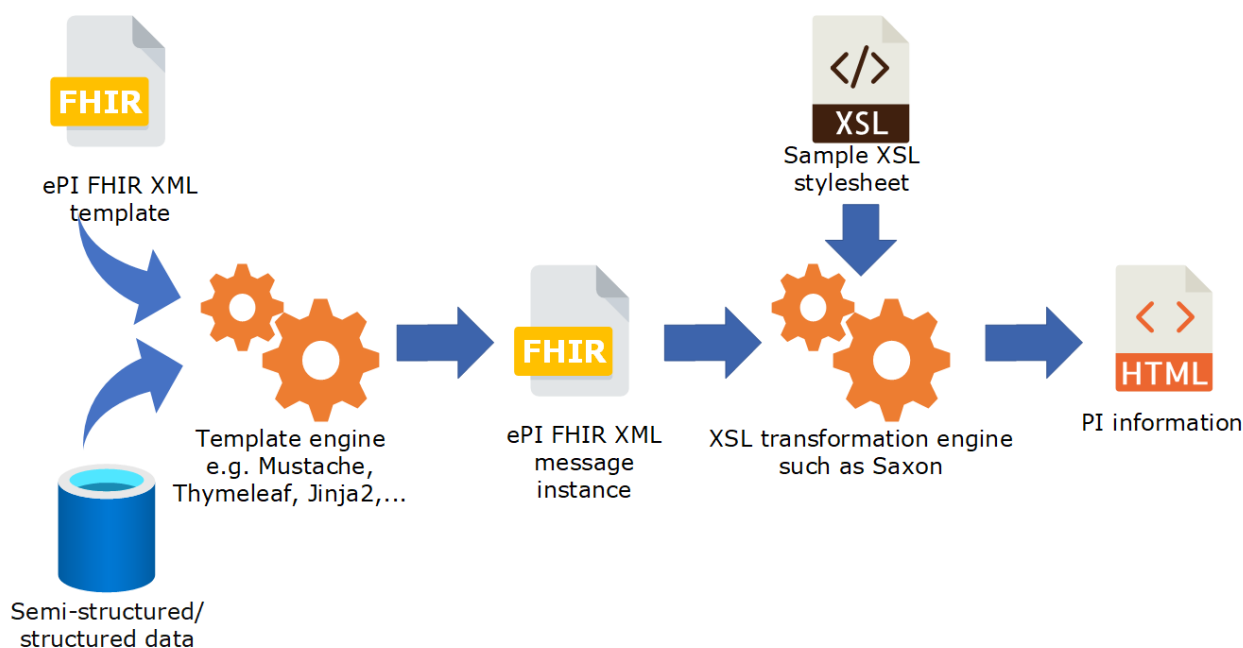 FHIR
ePI FHIR XML
template
XSL
Sample XSL
stylesheet
Template engine
e.g. Mustache,
Thymeleaf, Jinja2,...
FHIR
ePI FHIR XML
message
instance
XSL transformation engine
such as Saxon
HTML
PI information
Semi-structured/
structured data